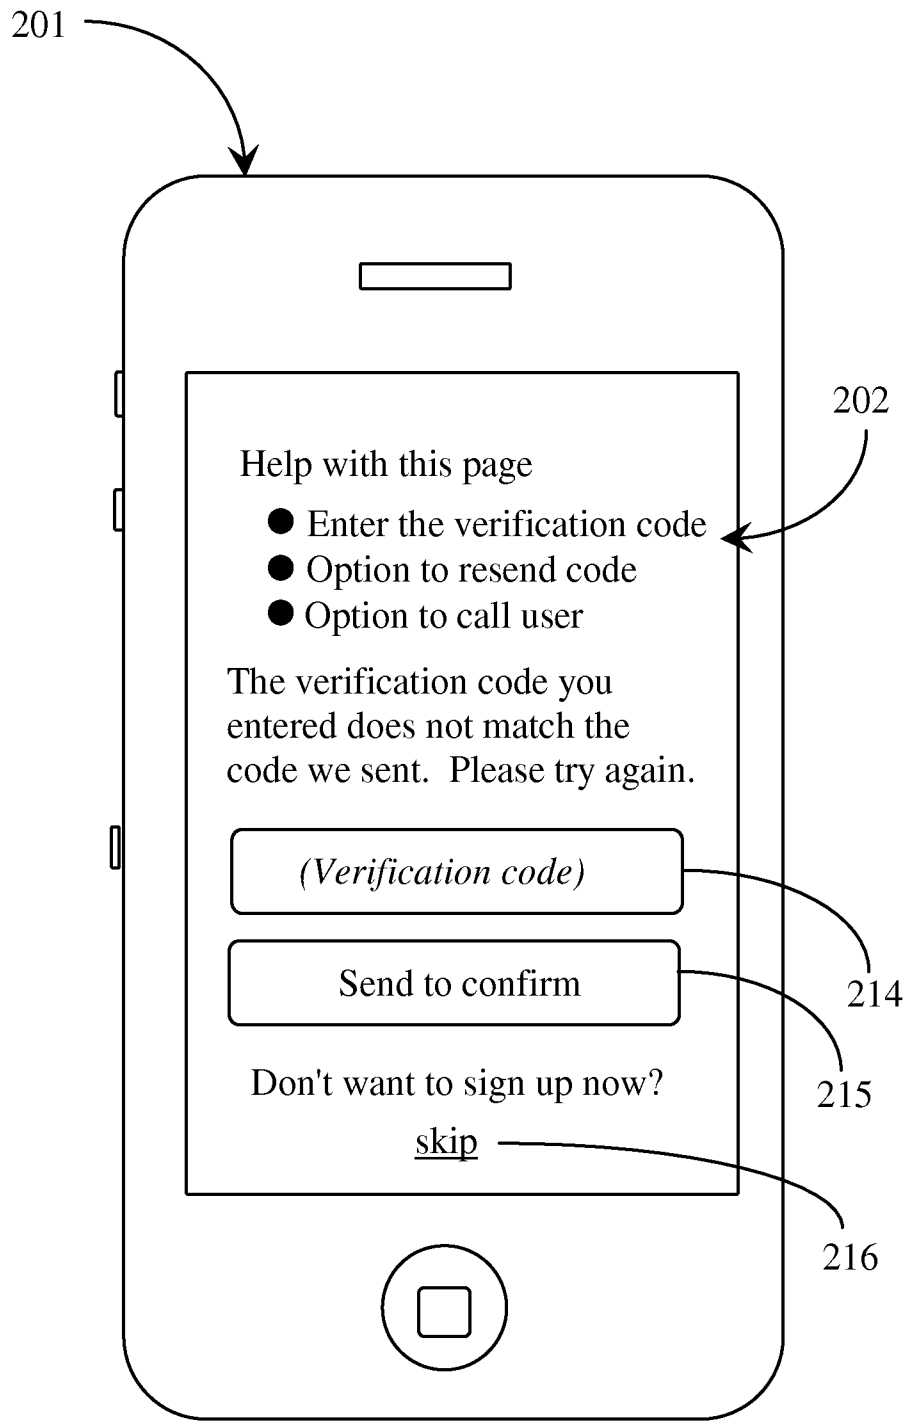 201
202
Help with this page
● Enter the verification code
● Option to resend code
● Option to call user
The verification code you
entered does not match the
code we sent.  Please try again.
(Verification code)
214
Send to confirm
215
Don't want to sign up now?
skip
216